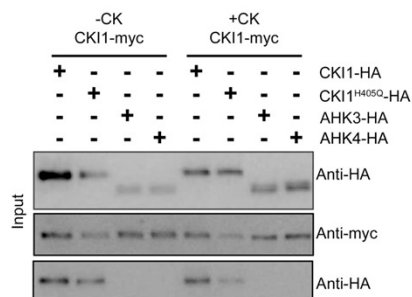 -CK +CK
CKI1-myc CKI1-myc
+ - - - + - - - CKI1-HA
- + - - - + - - CKI1H405Q-HA
- - + - - - + - AHK3-HA
- - - + - - - + AHK4-HA
Anti-HA
Input
Anti-myc
Anti-HA